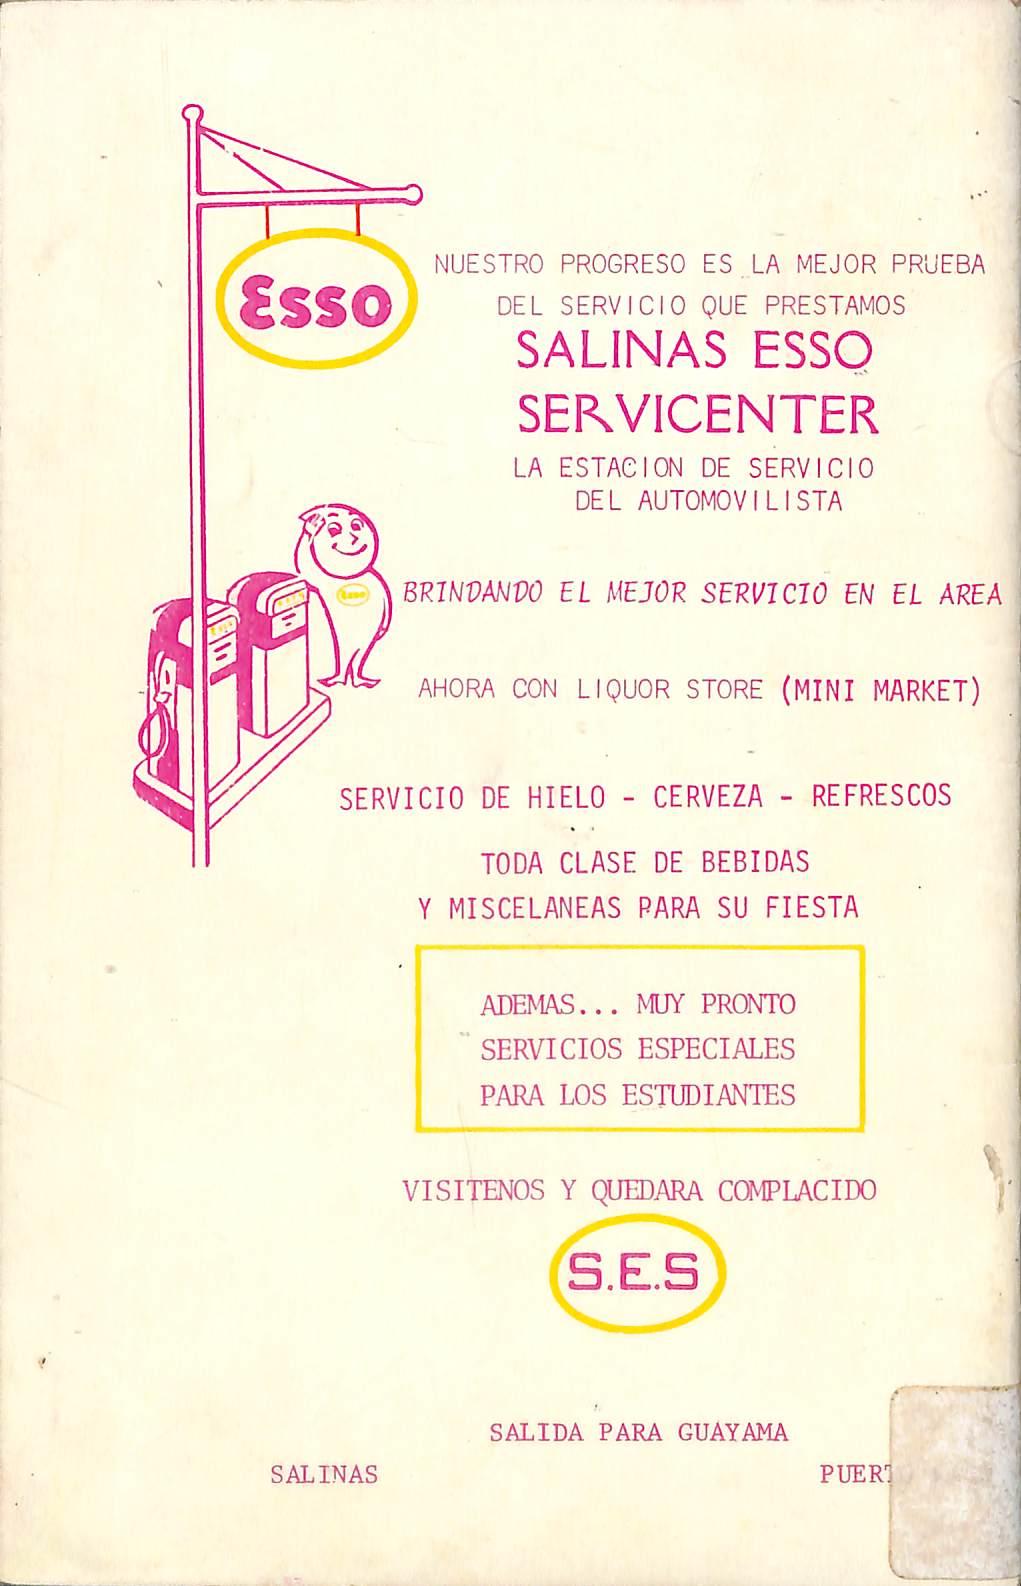 Esso
NUESTRO PROGRESO ES LA MEJOR PRUEBA
DEL SERVICIO QUE PRESTAMOS
SALINAS ESSO
SERVICENTER
LA ESTACION DE SERVICIO
DEL AUTOMOVILISTA
Esso
BRINDANDO EL MEJOR SERVICIO EN EL AREA
AHORA CON LIQUOR STORE (MINI MARKET)
SERVICIO DE HIELO - CERVEZA - REFRESCOS
TODA CLASE DE BEBIDAS
Y MISCELANEAS PARA SU FIESTA
ADEMAS... MUY PRONTO
SERVICIOS ESPECIALES
PARA LOS ESTUDIANTES
VISITENOS Y QUEDARA COMPLACIDO
S.E.S
SALIDA PARA GUAYAMA
SALINAS